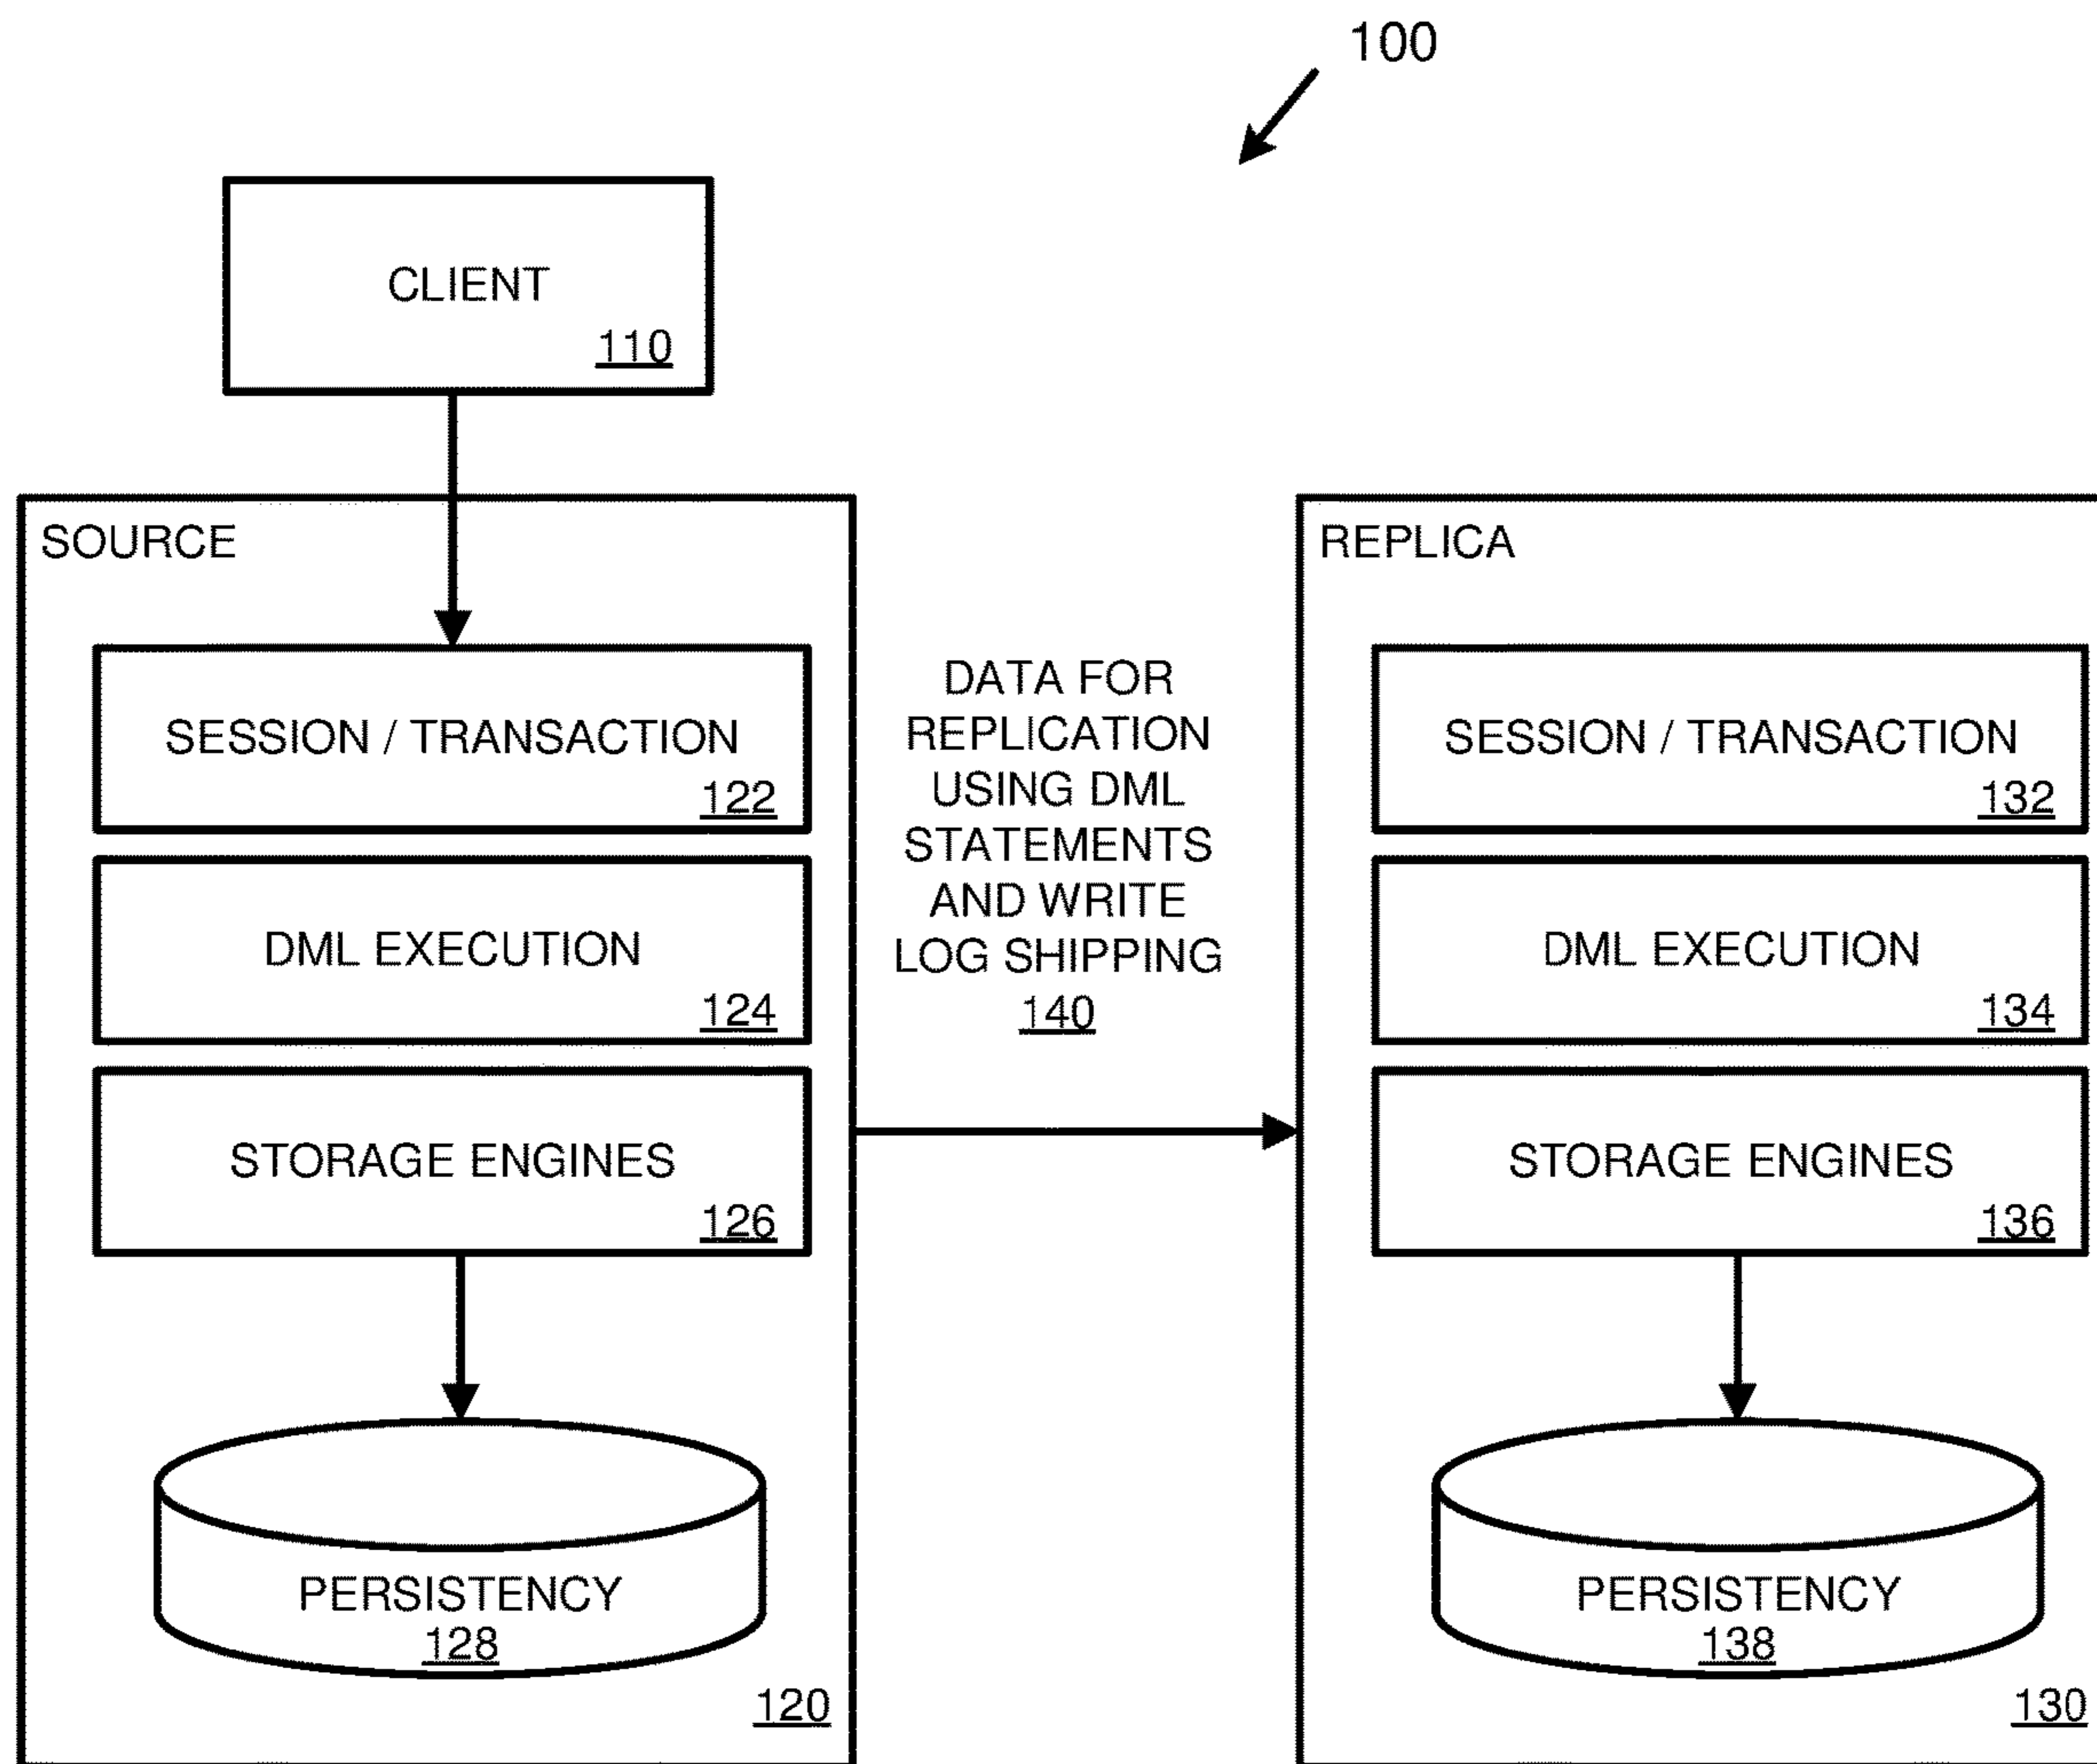 100
CLIENT
110
SOURCE
SESSION / TRANSACTION
122
DML EXECUTION
124
STORAGE ENGINES
126
PERSISTENCY
128
120
DATA FOR
REPLICATION
USING DML
STATEMENTS
AND WRITE
LOG SHIPPING
140
REPLICA
SESSION / TRANSACTION
132
DML EXECUTION
134
STORAGE ENGINES
136
PERSISTENCY
138
130